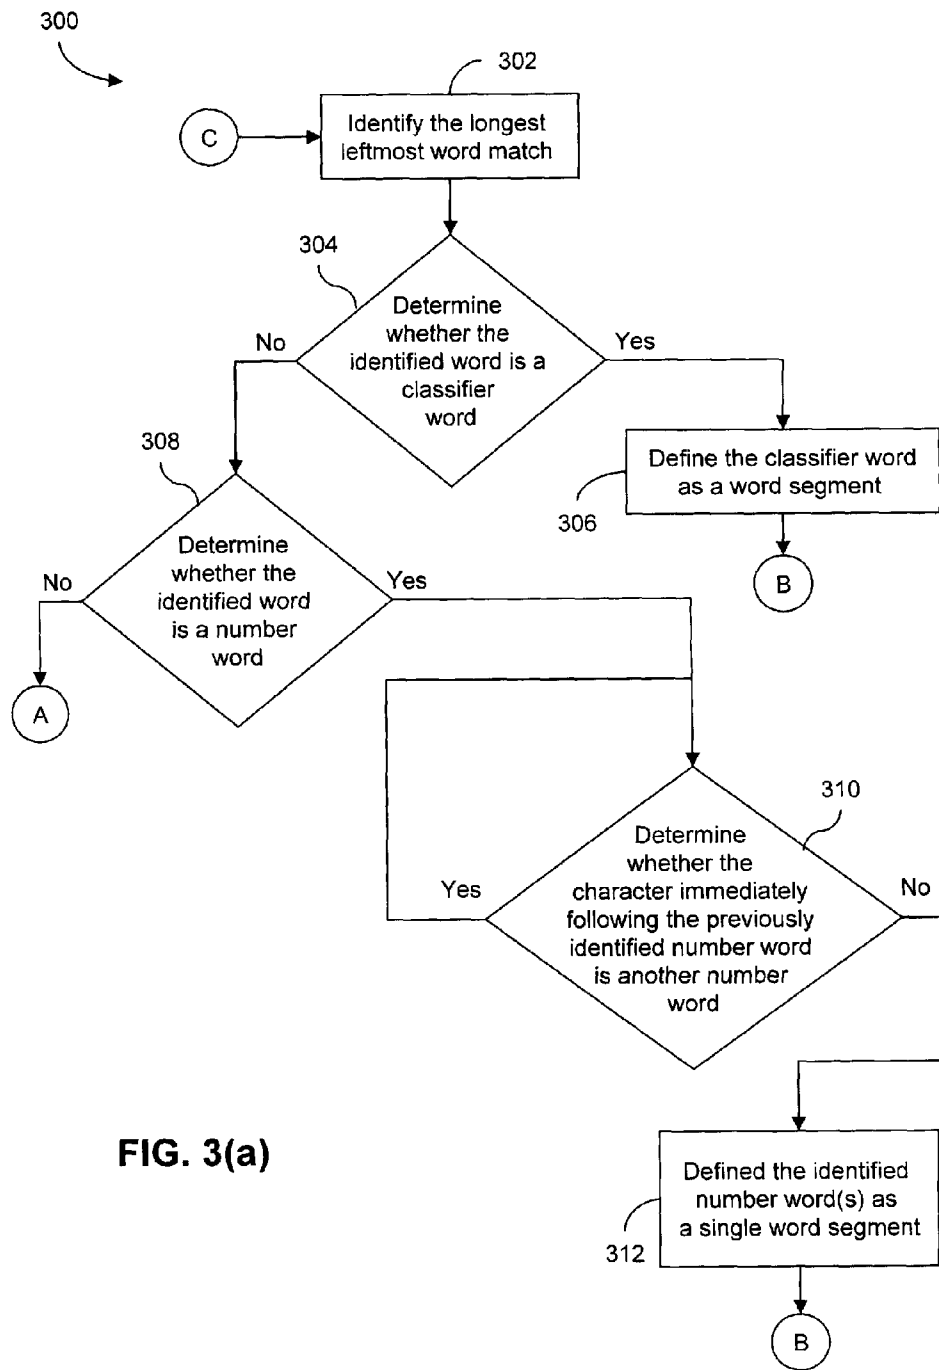 300
302
C
Identify the longest
leftmost word match
304
Determine
whether the
identified word is a
classifier
word
No
Yes
308
Define the classifier word
as a word segment
306
B
Determine
whether the
identified word
is a number
word
No
Yes
A
310
Determine
whether the
character immediately
following the previously
identified number word
is another number
word
Yes
No
Defined the identified
number word(s) as
a single word segment
312
B
FIG. 3(a)